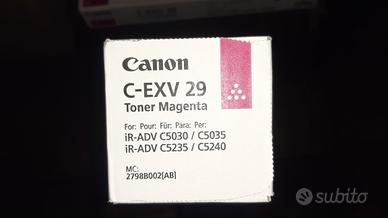 Canon
C-EXV 29
Toner Magenta
For: Pour: Für: Para: Per:
iR-ADV C5030 / C5035
iR-ADV C5235 / C5240
MC:
2798B002[AB]
subito